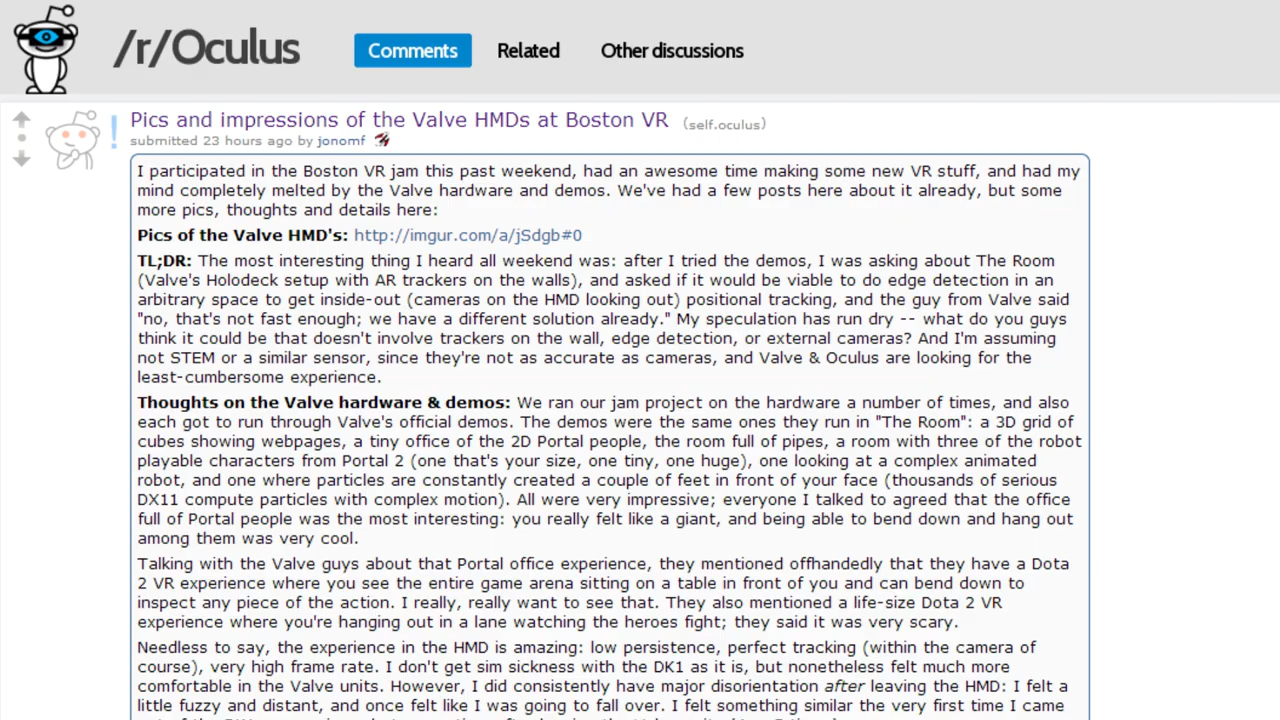 /r/Oculus
Comments Related Other discussions
Pics and impressions of the Valve HMDs at Boston VR (self.oculus)
submitted 23 hours ago by jonomf
I participated in the Boston VR jam this past weekend, had an awesome time making some new VR stuff, and had my
mind completely melted by the Valve hardware and demos. We've had a few posts here about it already, but some
more pics, thoughts and details here:
Pics of the Valve HMD's: http://imgur.com/a/jSdgb#0
TL;DR: The most interesting thing I heard all weekend was: after I tried the demos, I was asking about The Room
(Valve's Holodeck setup with AR trackers on the walls), and asked if it would be viable to do edge detection in an
arbitrary space to get inside-out (cameras on the HMD looking out) positional tracking, and the guy from Valve said
"no, that's not fast enough; we have a different solution already." My speculation has run dry -- what do you guys
think it could be that doesn't involve trackers on the wall, edge detection, or external cameras? And I'm assuming
not STEM or a similar sensor, since they're not as accurate as cameras, and Valve & Oculus are looking for the
least-cumbersome experience.
Thoughts on the Valve hardware & demos: We ran our jam project on the hardware a number of times, and also
each got to run through Valve's official demos. The demos were the same ones they run in "The Room": a 3D grid of
cubes showing webpages, a tiny office of the 2D Portal people, the room full of pipes, a room with three of the robot
playable characters from Portal 2 (one that's your size, one tiny, one huge), one looking at a complex animated
robot, and one where particles are constantly created a couple of feet in front of your face (thousands of serious
DX11 compute particles with complex motion). All were very impressive; everyone I talked to agreed that the office
full of Portal people was the most interesting: you really felt like a giant, and being able to bend down and hang out
among them was very cool.
Talking with the Valve guys about that Portal office experience, they mentioned offhandedly that they have a Dota
2 VR experience where you see the entire game arena sitting on a table in front of you and can bend down to
inspect any piece of the action. I really, really want to see that. They also mentioned a life-size Dota 2 VR
experience where you're hanging out in a lane watching the heroes fight; they said it was very scary.
Needless to say, the experience in the HMD is amazing: low persistence, perfect tracking (within the camera of
course), very high frame rate. I don't get sim sickness with the DK1 as it is, but nonetheless felt much more
comfortable in the Valve units. However, I did consistently have major disorientation after leaving the HMD: I felt a
little fuzzy and distant, and once felt like I was going to fall over. I felt something similar the very first time I came